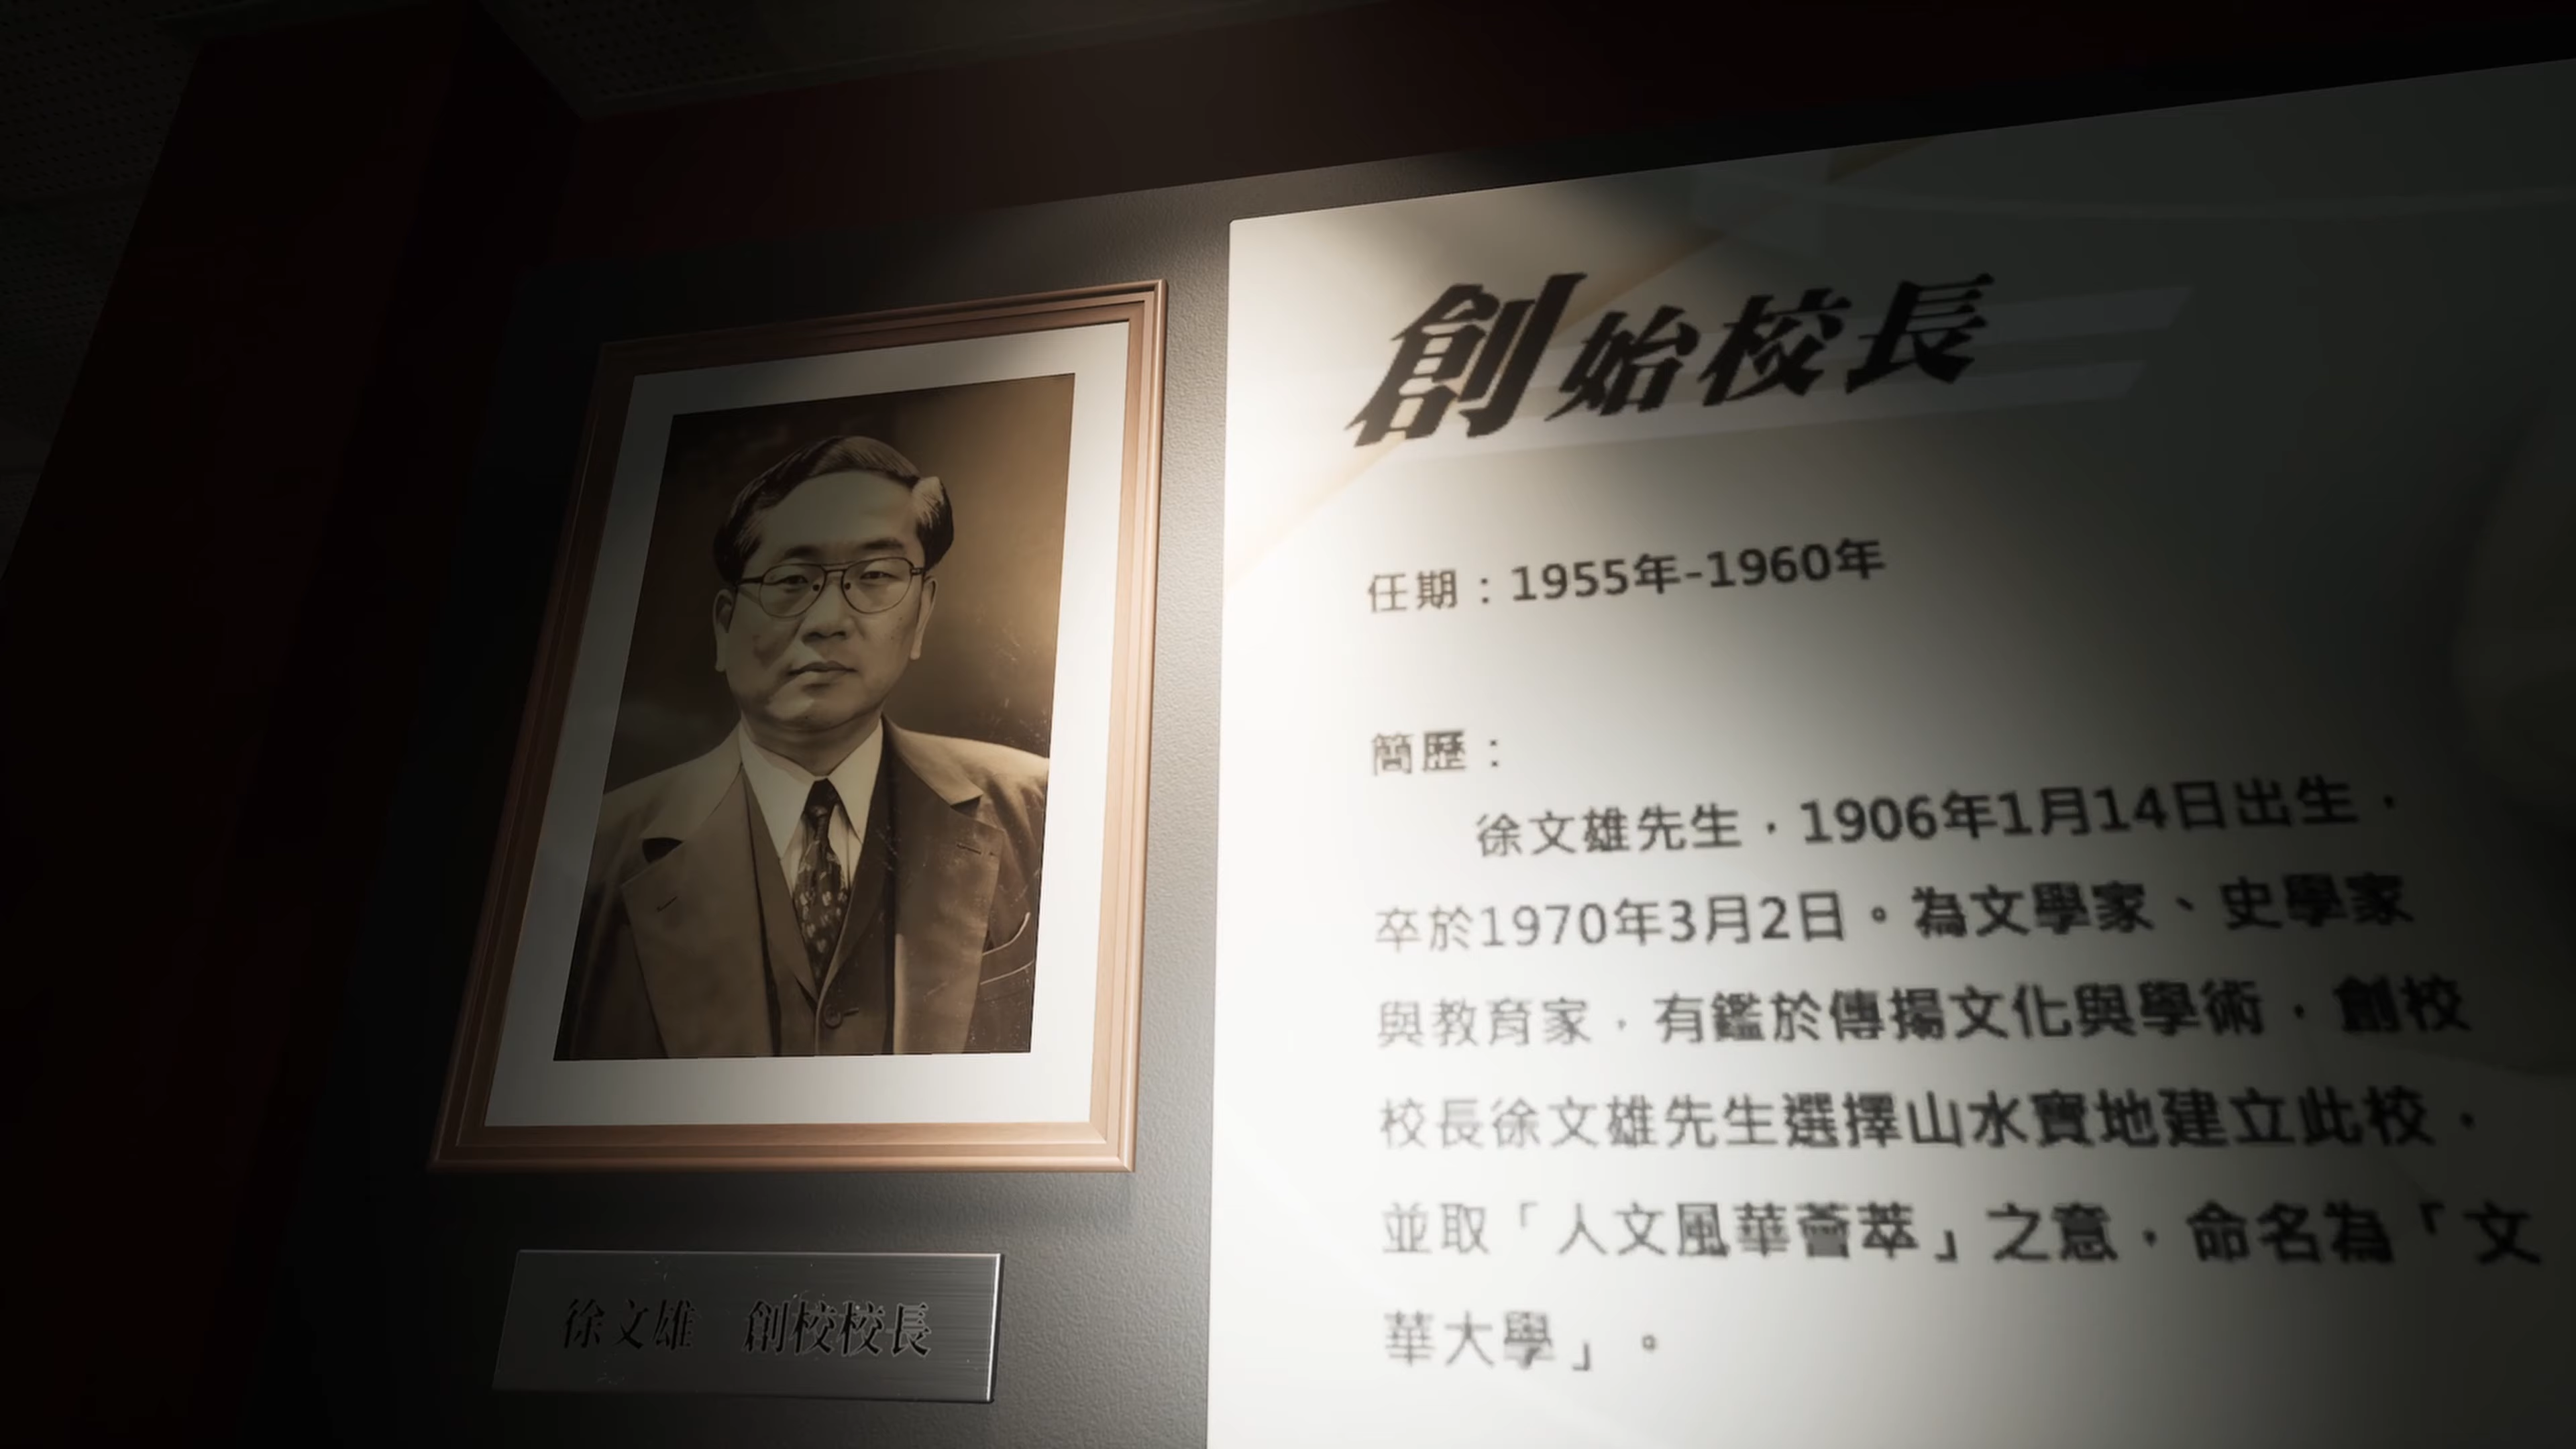 創始校長
任期：1955年-1960年
簡歷：
徐文雄先生，1906年1月14日出生，
卒於1970年3月2日。為文學家、史學家
與教育家，有鑑於傳揚文化與學術，創校
校長徐文雄先生選擇山水寶地建立此校，
並取「人文風華薈萃」之意，命名為「文
華大學」。
徐文雄　創校校長